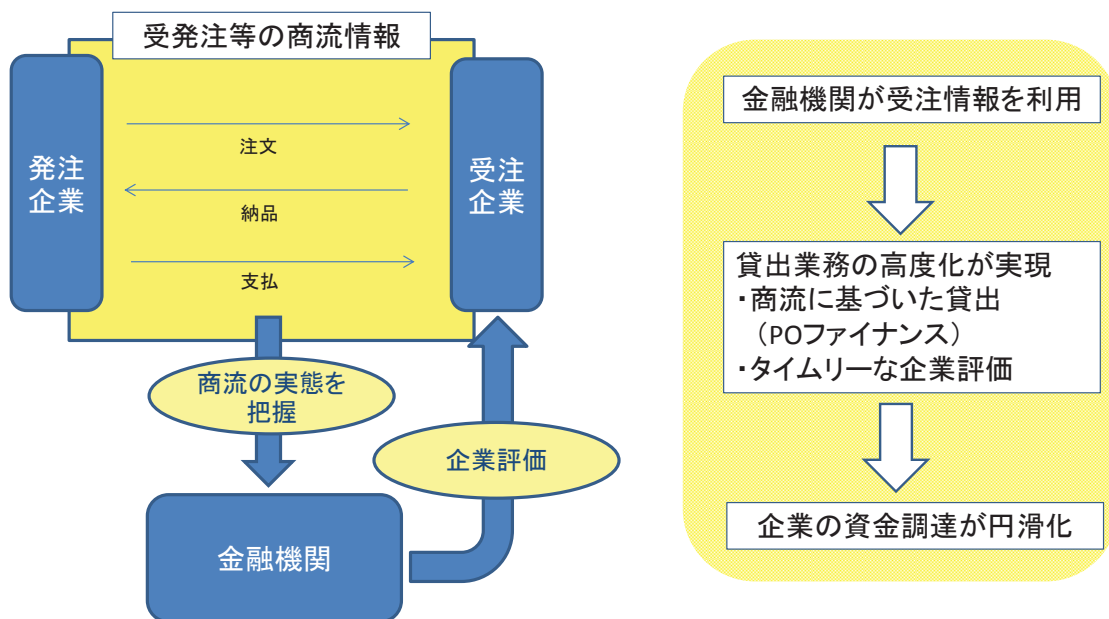 受発注等の商流情報
発注
企業
注文
納品
支払
受注
企業
商流の実態を
把握
企業評価
金融機関
金融機関が受注情報を利用
貸出業務の高度化が実現
・商流に基づいた貸出
（POファイナンス）
・タイムリーな企業評価
企業の資金調達が円滑化